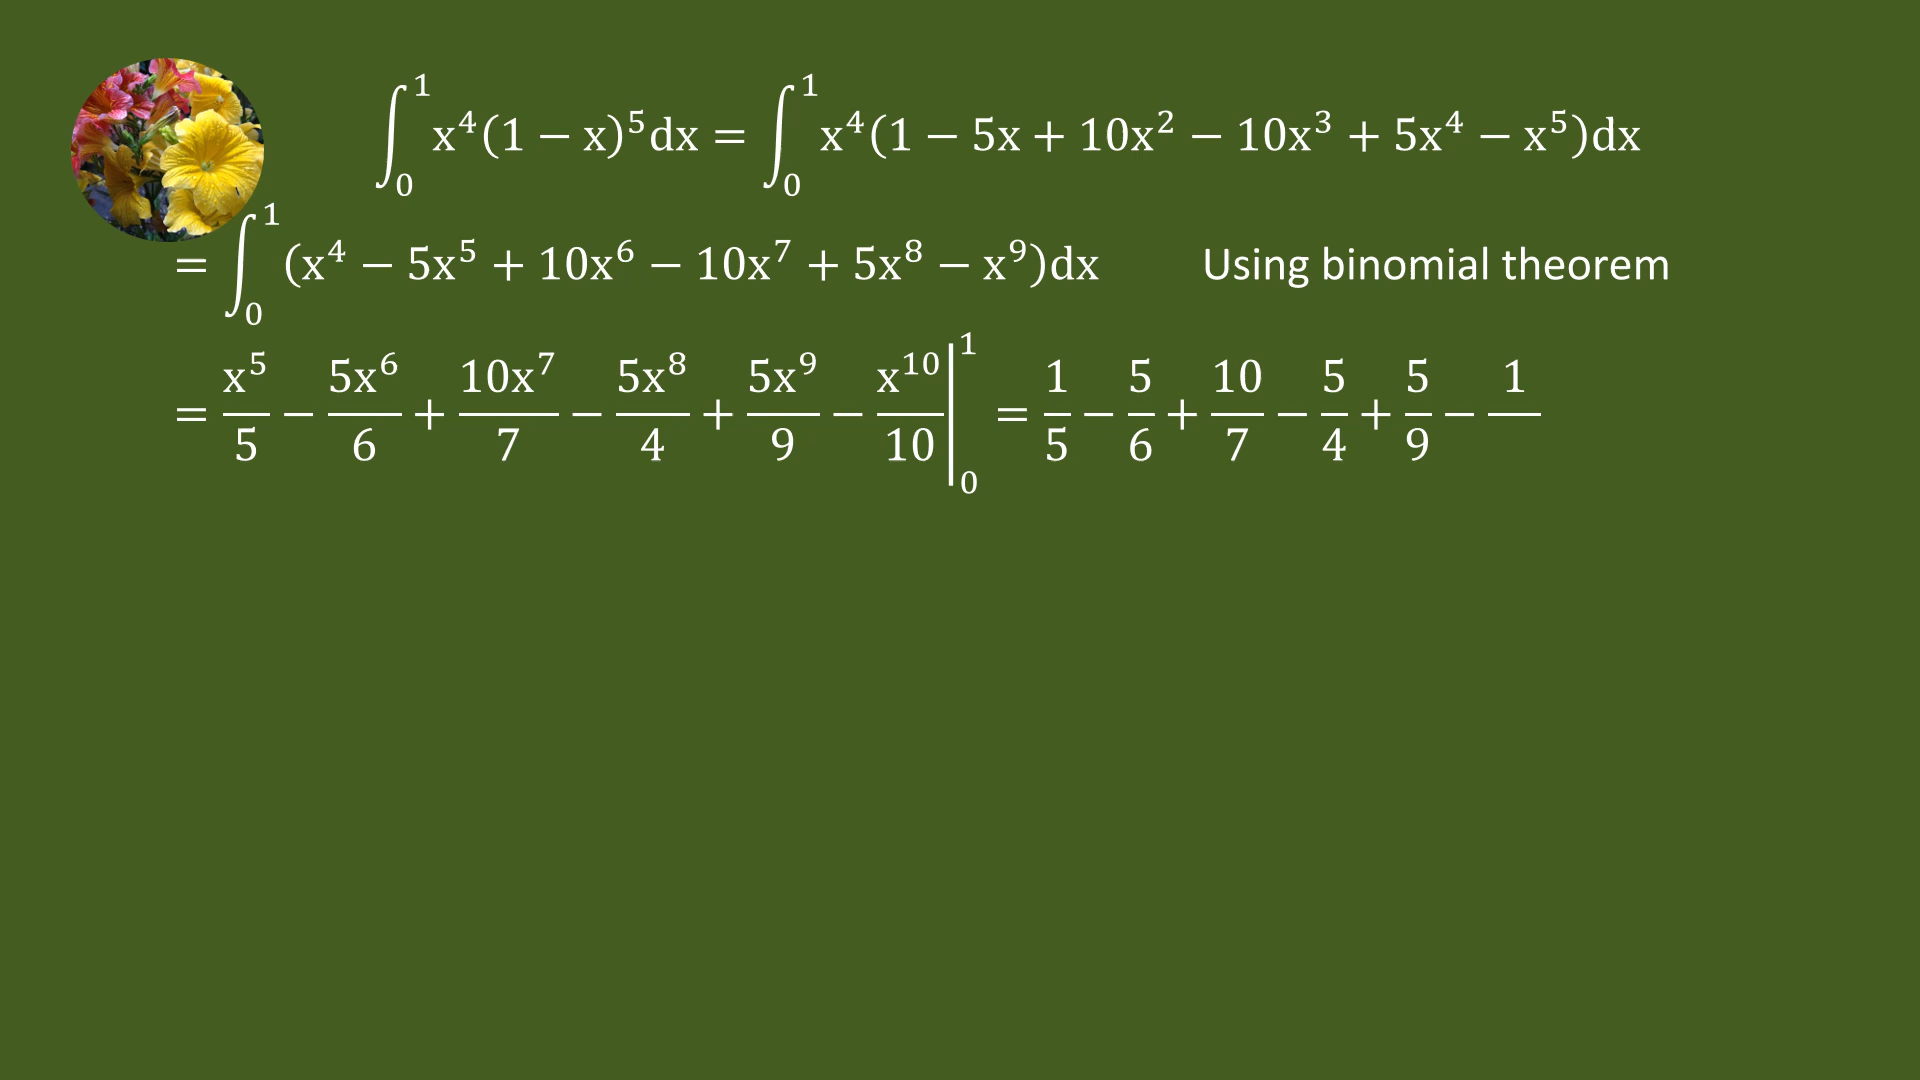 ∫₀¹ x⁴(1 − x)⁵dx = ∫₀¹ x⁴(1 − 5x + 10x² − 10x³ + 5x⁴ − x⁵)dx
= ∫₀¹ (x⁴ − 5x⁵ + 10x⁶ − 10x⁷ + 5x⁸ − x⁹)dx Using binomial theorem
= x⁵/5 − 5x⁶/6 + 10x⁷/7 − 5x⁸/4 + 5x⁹/9 − x¹⁰/10 |₀¹ = 1/5 − 5/6 + 10/7 − 5/4 + 5/9 − 1/